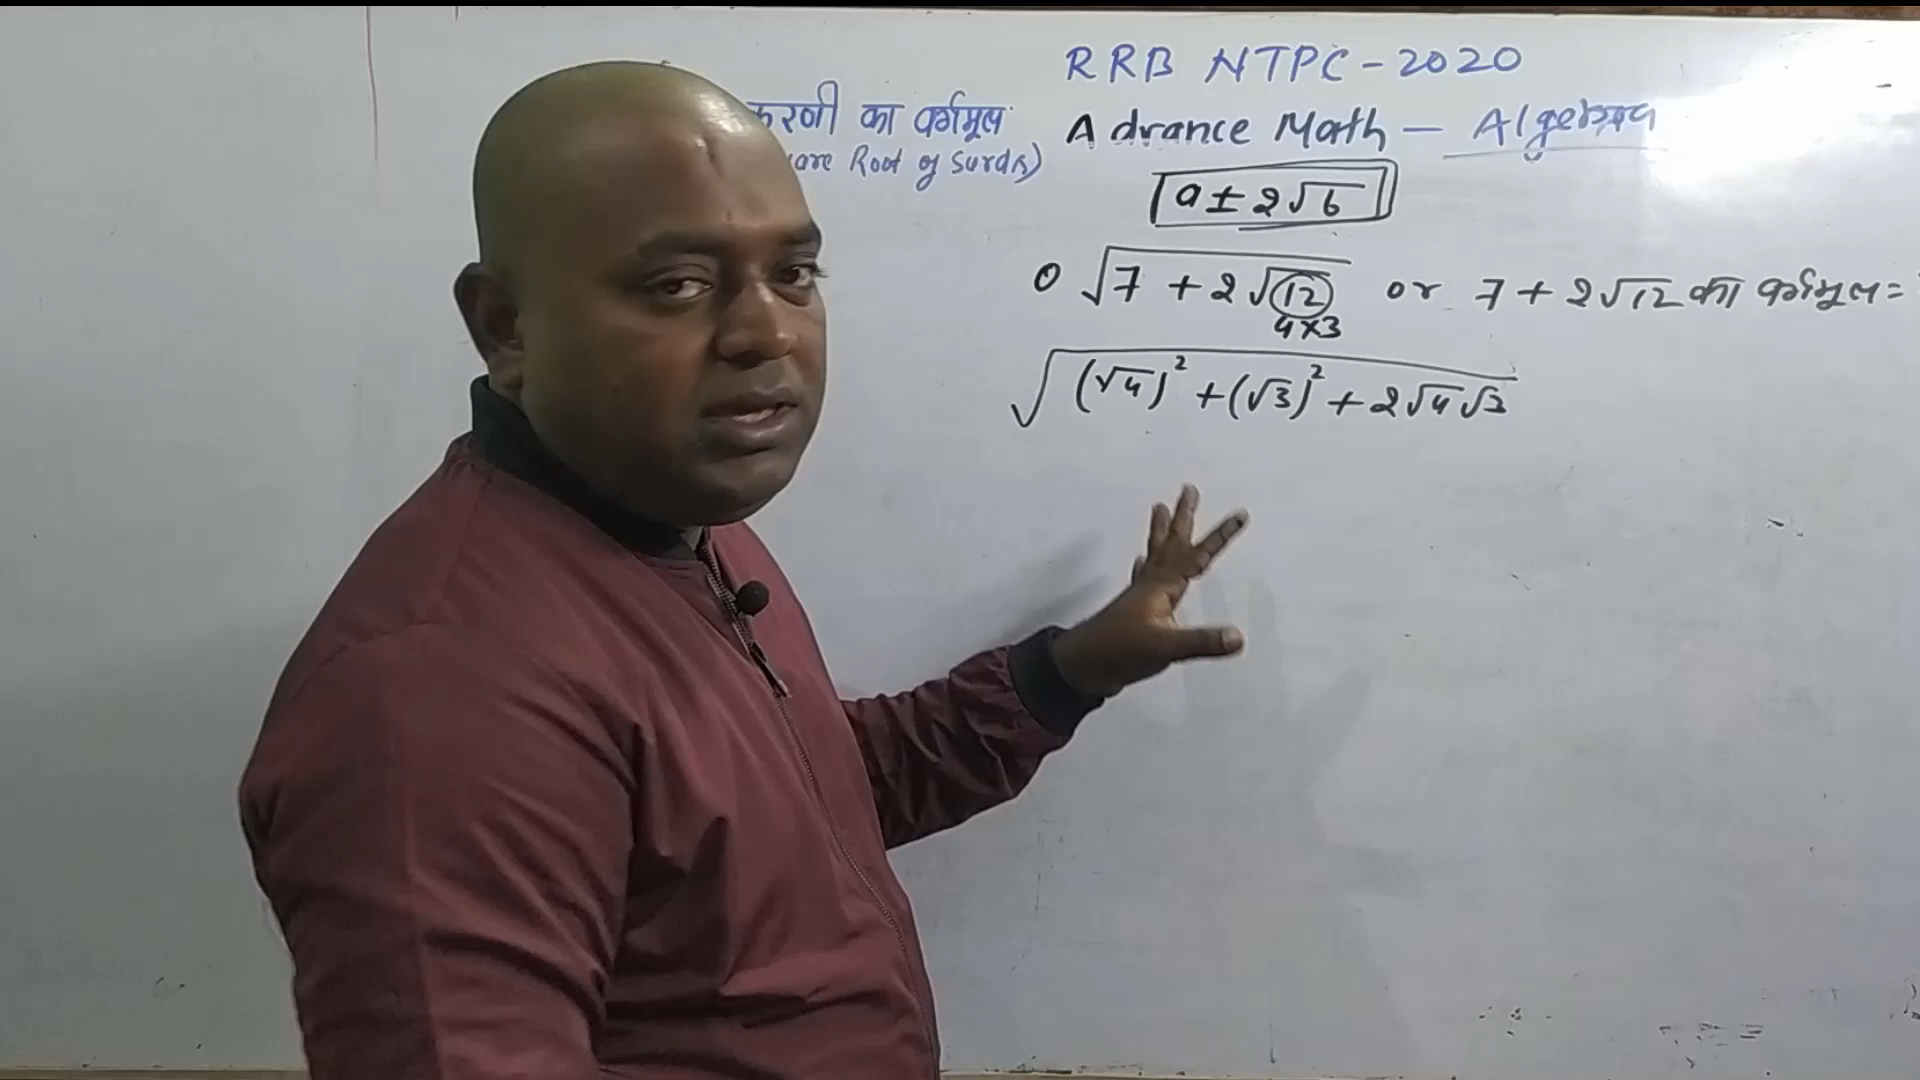 RRB NTPC-2020
करणी का वर्गमूल
Advance Math — Algebra
Root of Surds)
a ± 2√b
√7 + 2√12 or 7 + 2√12 का वर्गमूल =
4×3
√(√4)² + (√3)² + 2√4√3